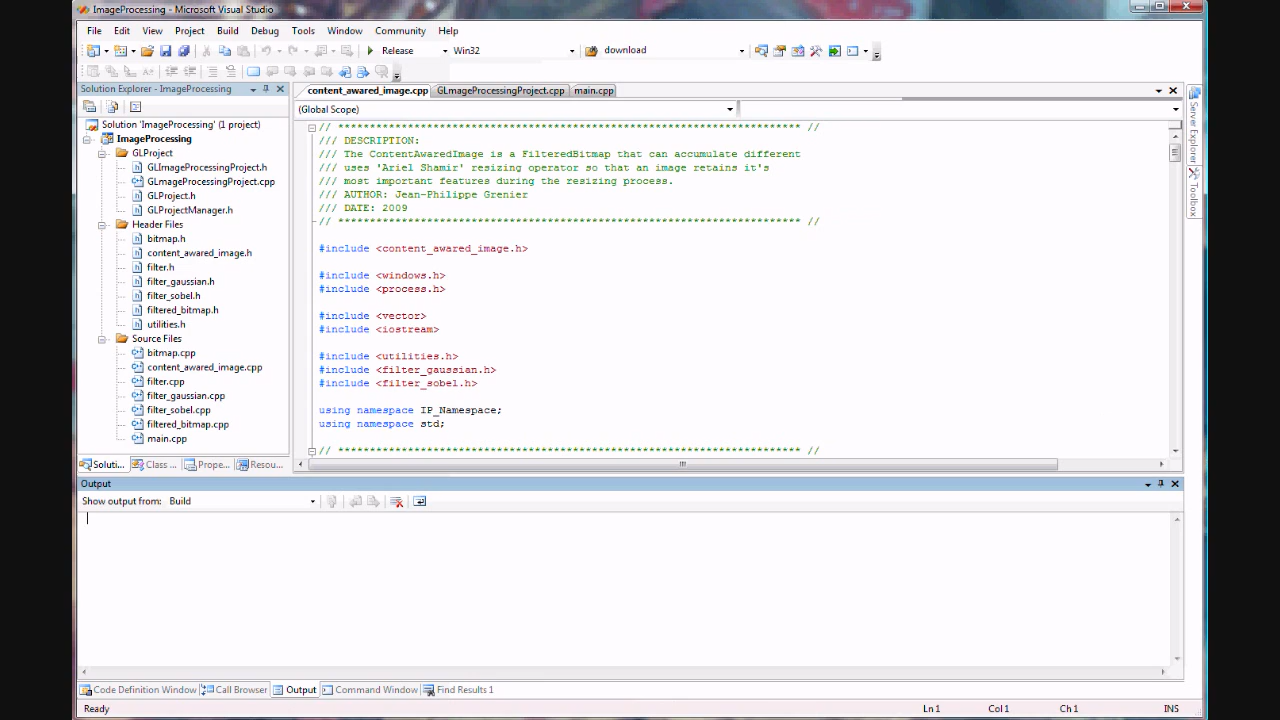 ImageProcessing - Microsoft Visual Studio
File Edit View Project Build Debug Tools Window Community Help
Release Win32 download
Solution Explorer - ImageProcessing
content_awared_image.cpp GLmageProcessingProject.cpp main.cpp
(Global Scope)
Solution 'ImageProcessing' (1 project)
ImageProcessing
GLProject
GLImageProcessingProject.h
GLmageProcessingProject.cpp
GLProject.h
GLProjectManager.h
Header Files
bitmap.h
content_awared_image.h
filter.h
filter_gaussian.h
filter_sobel.h
filtered_bitmap.h
utilities.h
Source Files
bitmap.cpp
content_awared_image.cpp
filter.cpp
filter_gaussian.cpp
filter_sobel.cpp
filtered_bitmap.cpp
main.cpp
Soluti... Class ... Prope... Resou...
// ************************************************************************* //
/// DESCRIPTION:
/// The ContentAwaredImage is a FilteredBitmap that can accumulate different
/// uses 'Ariel Shamir' resizing operator so that an image retains it's
/// most important features during the resizing process.
/// AUTHOR: Jean-Philippe Grenier
/// DATE: 2009
// ************************************************************************* //
#include <content_awared_image.h>
#include <windows.h>
#include <process.h>
#include <vector>
#include <iostream>
#include <utilities.h>
#include <filter_gaussian.h>
#include <filter_sobel.h>
using namespace IP_Namespace;
using namespace std;
// ************************************************************************* //
Server Explorer
Toolbox
Output
Show output from: Build
Code Definition Window Call Browser Output Command Window Find Results 1
Ready Ln 1 Col 1 Ch 1 INS